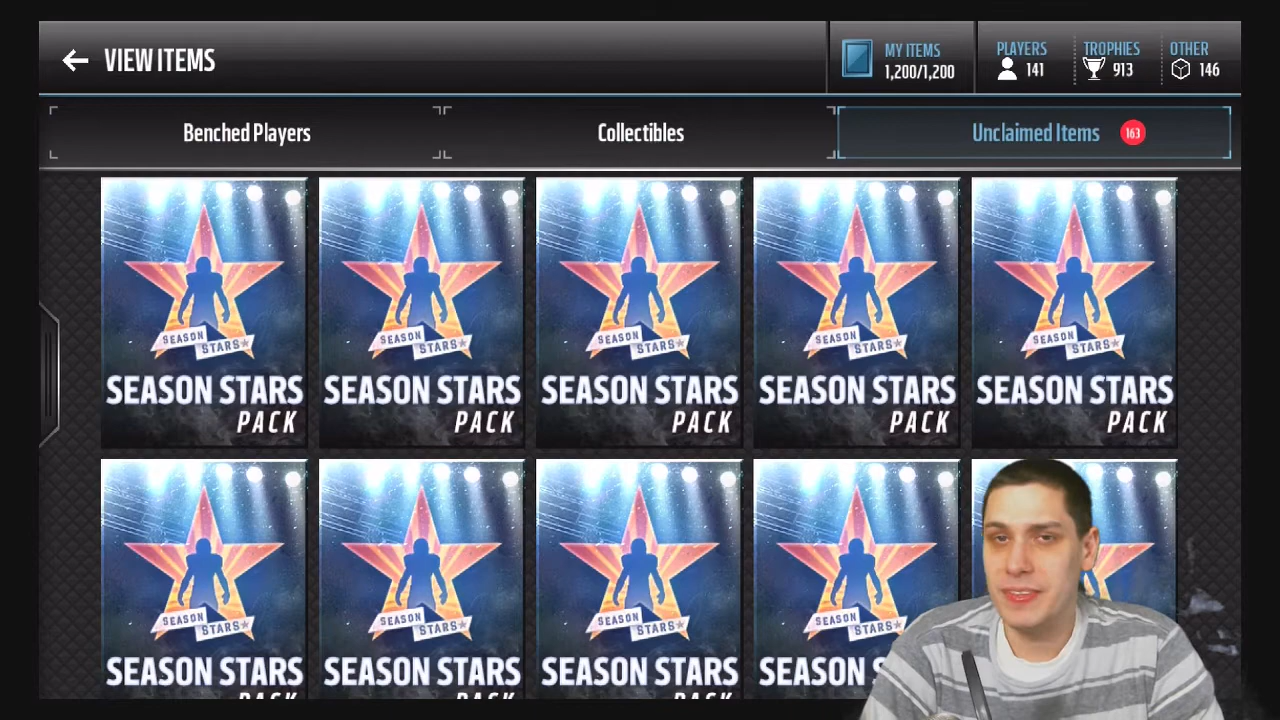 VIEW ITEMS
MY ITEMS
1,200/1,200
PLAYERS
141
TROPHIES
913
OTHER
146
Benched Players
Collectibles
Unclaimed Items 163
SEASON STARS
SEASON STARS
SEASON STARS
SEASON STARS
SEASON STARS
SEASON STARS PACK
SEASON STARS PACK
SEASON STARS PACK
SEASON STARS PACK
SEASON STARS PACK
SEASON STARS
SEASON STARS
SEASON STARS
SEASON STARS
SEASON STARS PACK
SEASON STARS PACK
SEASON STARS PACK
SEASON